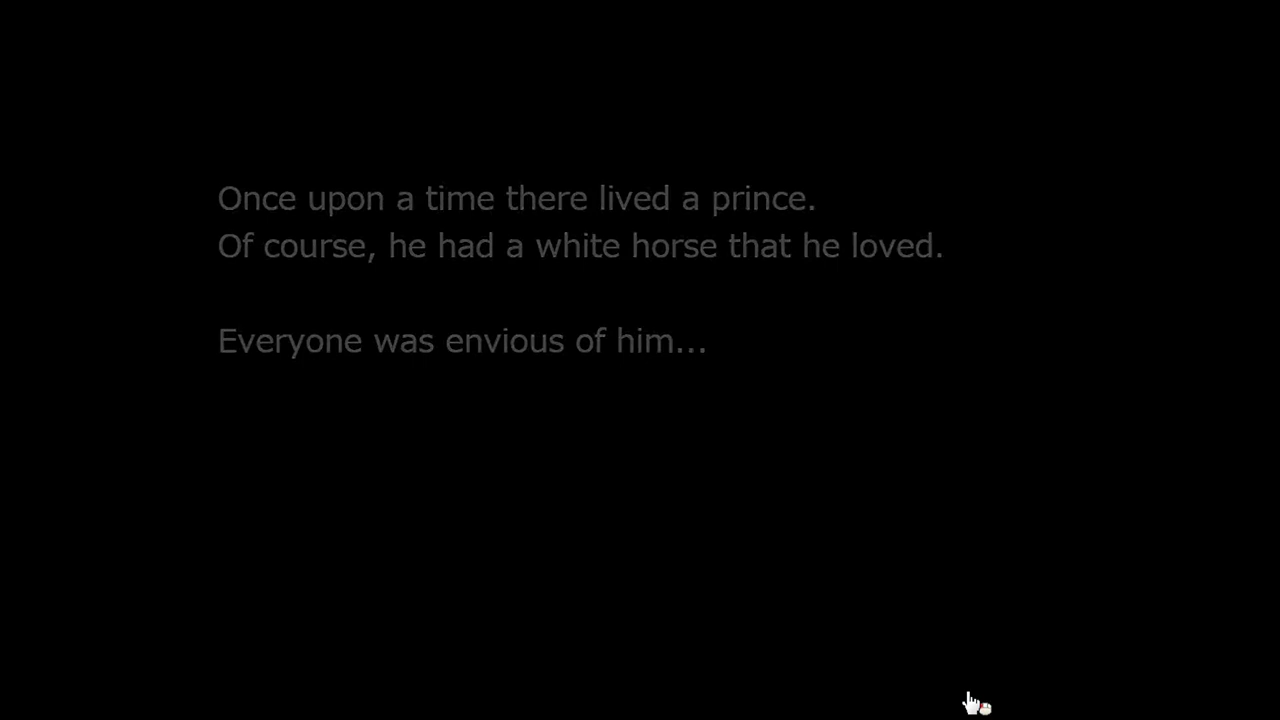 Once upon a time there lived a prince.
Of course, he had a white horse that he loved.
Everyone was envious of him...